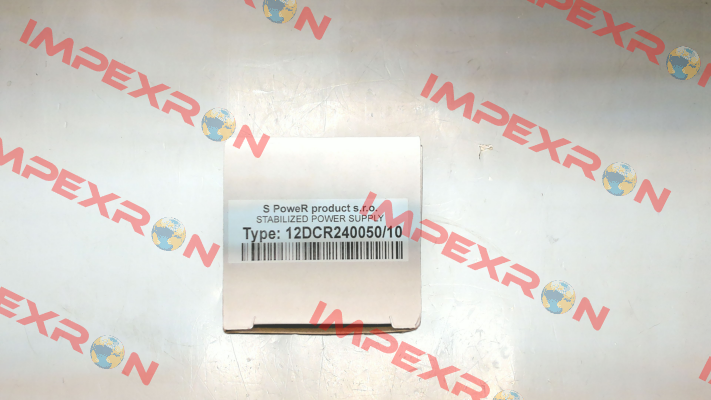 IMPEXRON
IMPEXRON
IMPEXRON
IMPEXRON
S PoweR product s.r.o.
STABILIZED POWER SUPPLY
Type: 12DCR240050/10
IMPEXRON
IMPEXRON
IMPEXRON